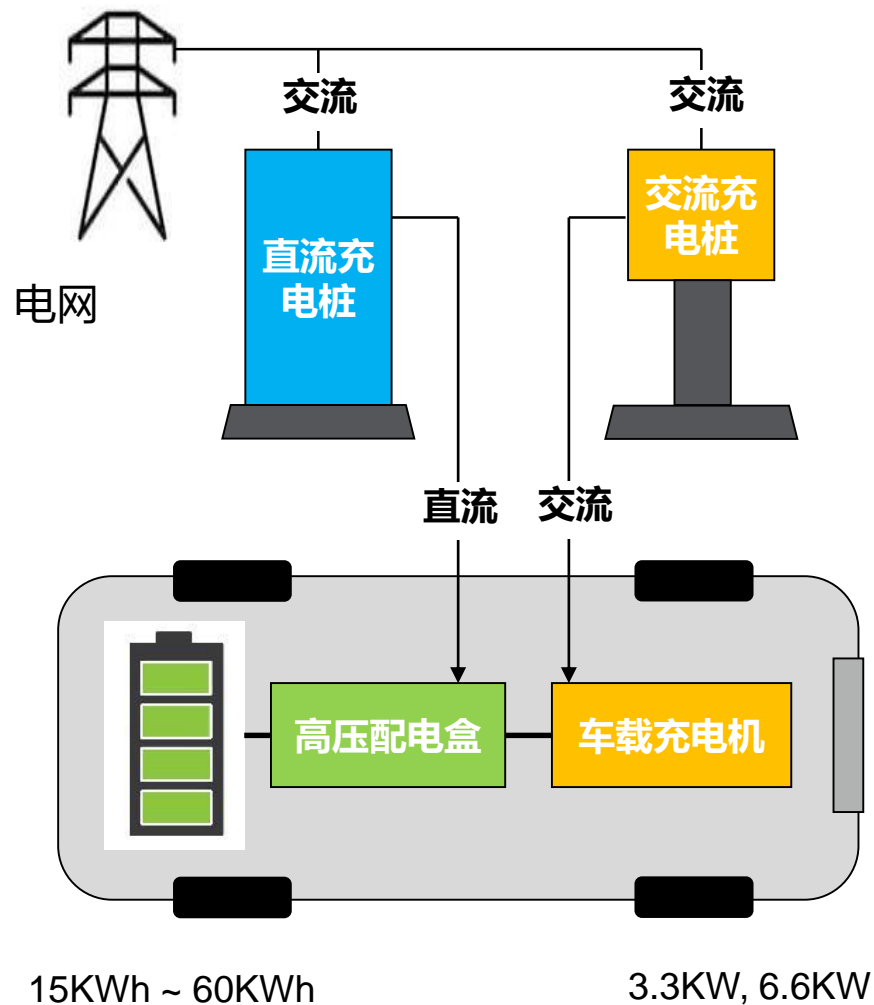 交流
交流
直流充
电桩
交流充
电桩
电网
直流
交流
高压配电盒
车载充电机
15KWh ~ 60KWh
3.3KW, 6.6KW